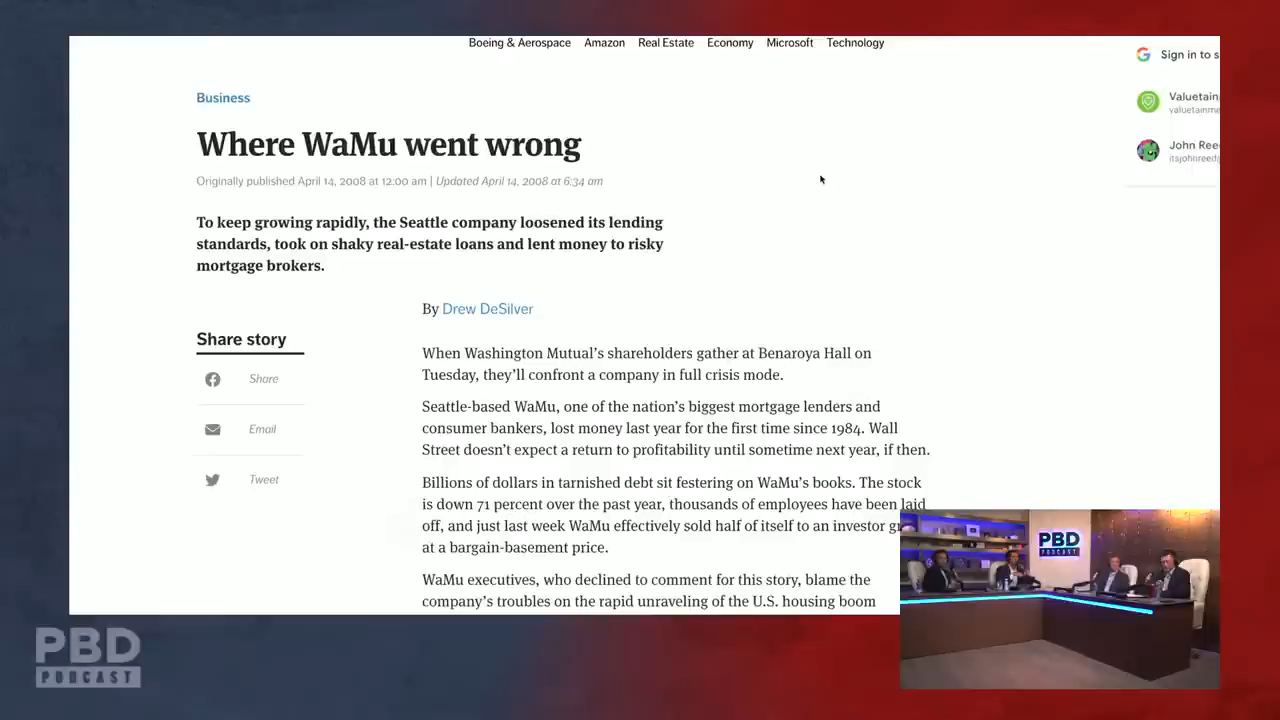 Boeing & Aerospace Amazon Real Estate Economy Microsoft Technology
Sign in to s
Business
Valuetain
valuetainme
Where WaMu went wrong
John Ree
itsjohnreed
Originally published April 14, 2008 at 12:00 am | Updated April 14, 2008 at 6:34 am
To keep growing rapidly, the Seattle company loosened its lending
standards, took on shaky real-estate loans and lent money to risky
mortgage brokers.
By Drew DeSilver
Share story
Share
Email
Tweet
When Washington Mutual’s shareholders gather at Benaroya Hall on
Tuesday, they’ll confront a company in full crisis mode.
Seattle-based WaMu, one of the nation’s biggest mortgage lenders and
consumer bankers, lost money last year for the first time since 1984. Wall
Street doesn’t expect a return to profitability until sometime next year, if then.
Billions of dollars in tarnished debt sit festering on WaMu’s books. The stock
is down 71 percent over the past year, thousands of employees have been laid
off, and just last week WaMu effectively sold half of itself to an investor
at a bargain-basement price.
WaMu executives, who declined to comment for this story, blame the
company’s troubles on the rapid unraveling of the U.S. housing boom
PBD
PODCAST
PBD
PODCAST